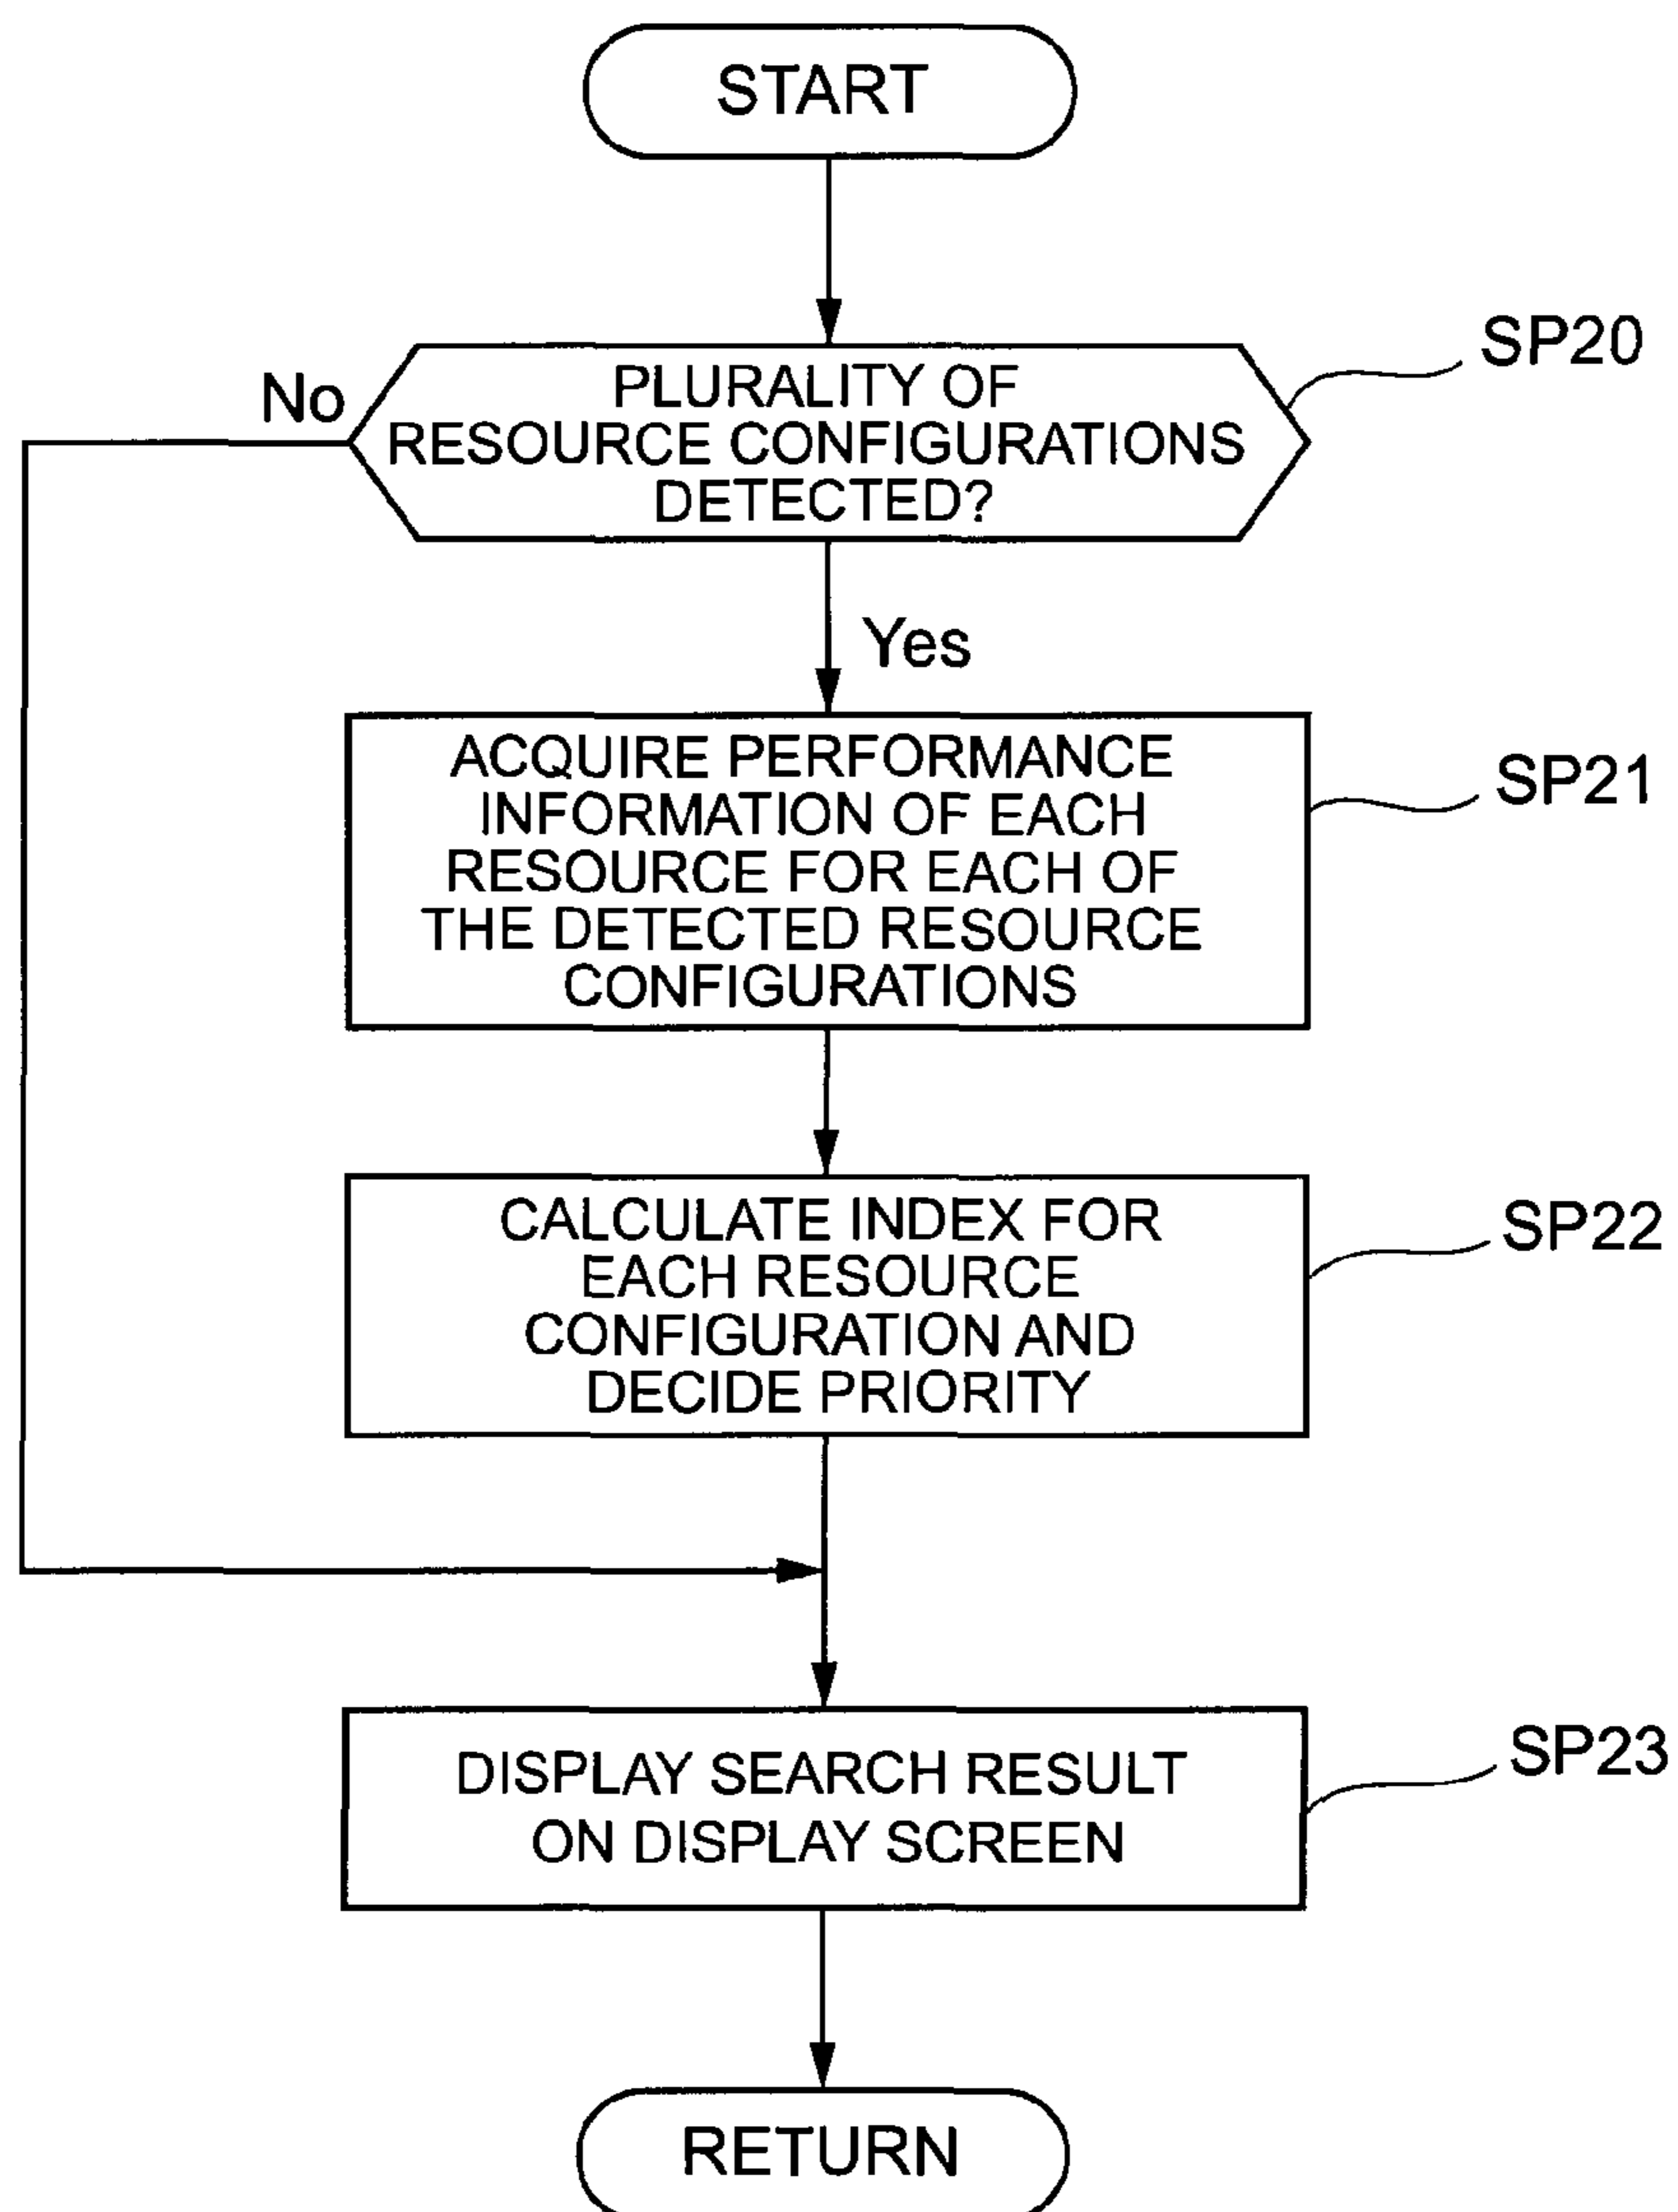 START
SP20
No
PLURALITY OF
RESOURCE CONFIGURATIONS
DETECTED?
Yes
ACQUIRE PERFORMANCE
INFORMATION OF EACH
RESOURCE FOR EACH OF
THE DETECTED RESOURCE
CONFIGURATIONS
SP21
CALCULATE INDEX FOR
EACH RESOURCE
CONFIGURATION AND
DECIDE PRIORITY
SP22
DISPLAY SEARCH RESULT
ON DISPLAY SCREEN
SP23
RETURN